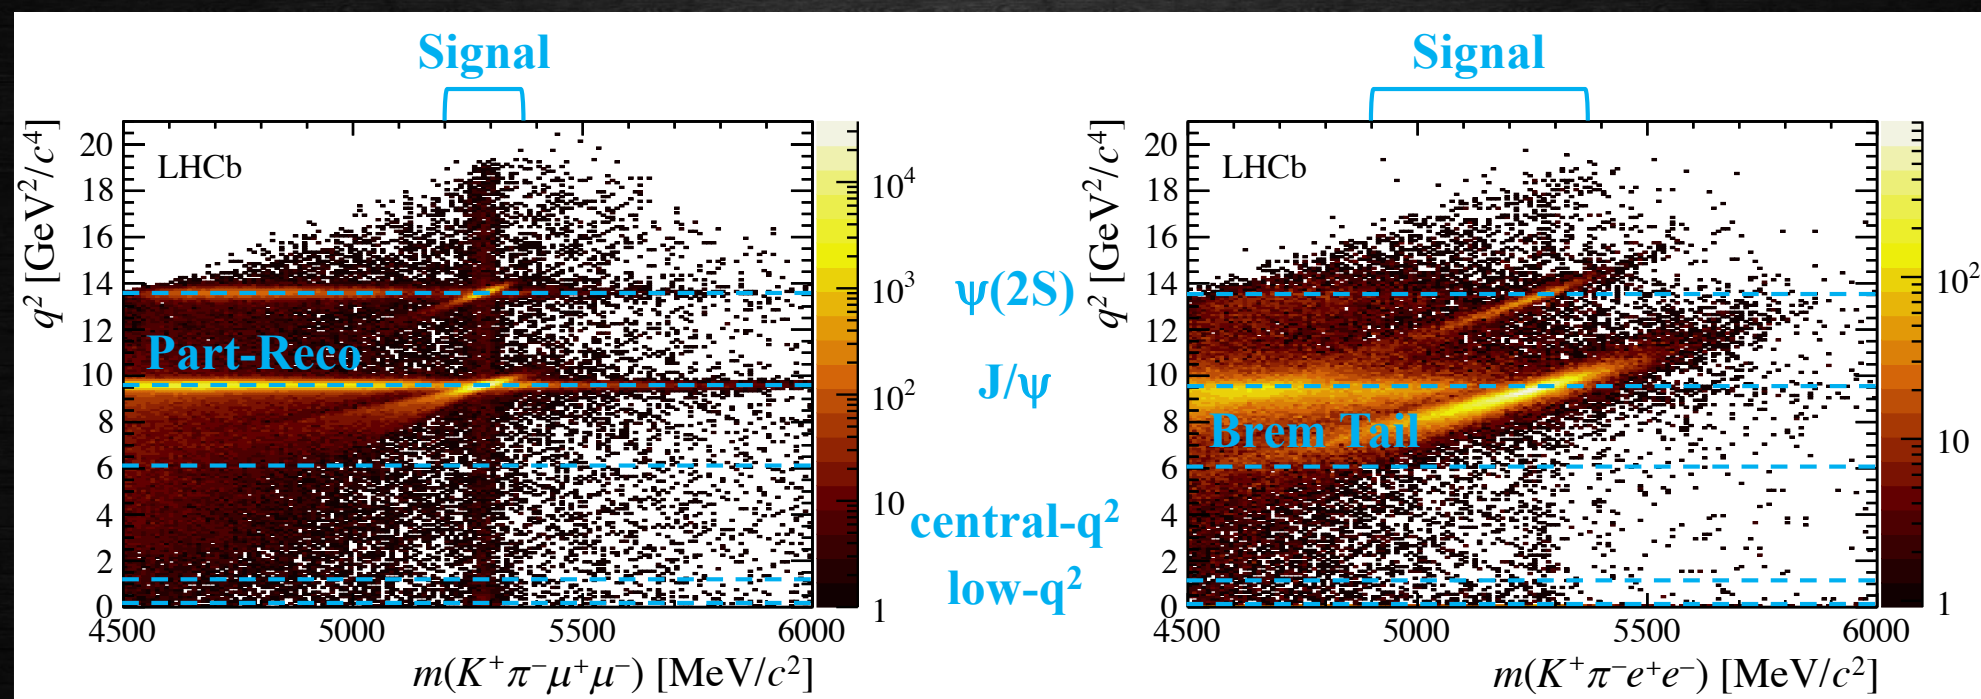 Signal
Signal
q² [GeV²/c⁴]
20
18
16
14
12
10
8
6
4
2
0
LHCb
Part-Reco
4500
5000
5500
6000
m(K⁺π⁻μ⁺μ⁻) [MeV/c²]
10⁴
10³
10²
10
1
ψ(2S)
J/ψ
central-q²
low-q²
q² [GeV²/c⁴]
20
18
16
14
12
10
8
6
4
2
0
LHCb
Brem Tail
4500
5000
5500
6000
m(K⁺π⁻e⁺e⁻) [MeV/c²]
10²
10
1